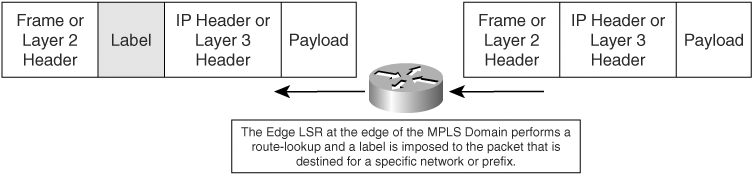 Frame or
Layer 2
Header
Label
IP Header or
Layer 3
Header
Payload
Frame or
Layer 2
Header
IP Header or
Layer 3
Header
Payload
The Edge LSR at the edge of the MPLS Domain performs a
route-lookup and a label is imposed to the packet that is
destined for a specific network or prefix.